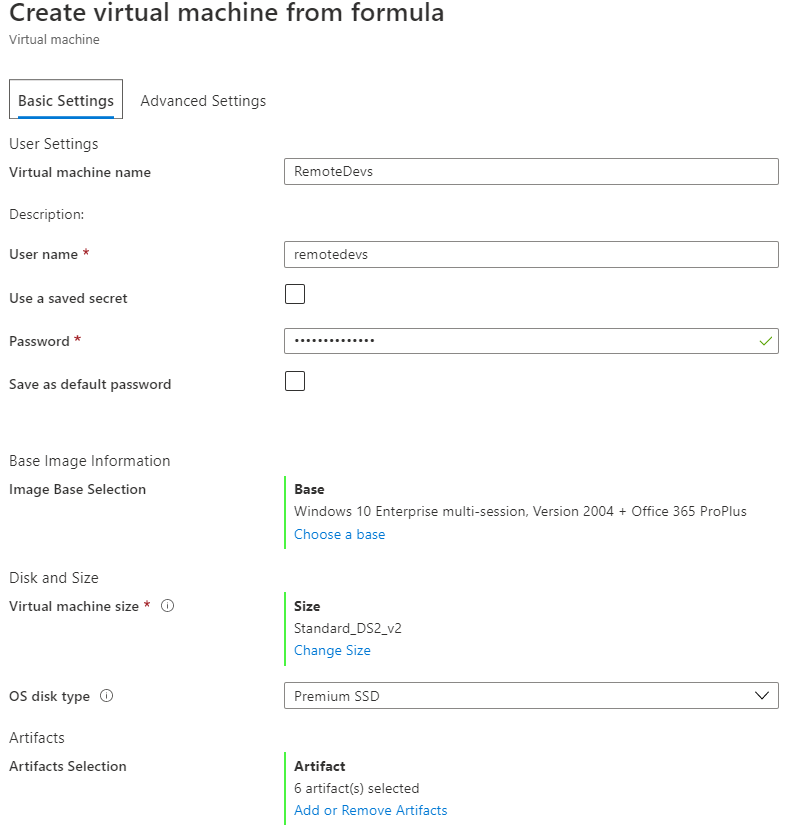 Create virtual machine from formula
Virtual machine
Basic Settings
Advanced Settings
User Settings
Virtual machine name
RemoteDevs
Description:
User name *
remotedevs
Use a saved secret
Password *
••••••••••••••
Save as default password
Base Image Information
Image Base Selection
Base
Windows 10 Enterprise multi-session, Version 2004 + Office 365 ProPlus
Choose a base
Disk and Size
Virtual machine size *
Size
Standard_DS2_v2
Change Size
OS disk type
Premium SSD
Artifacts
Artifacts Selection
Artifact
6 artifact(s) selected
Add or Remove Artifacts